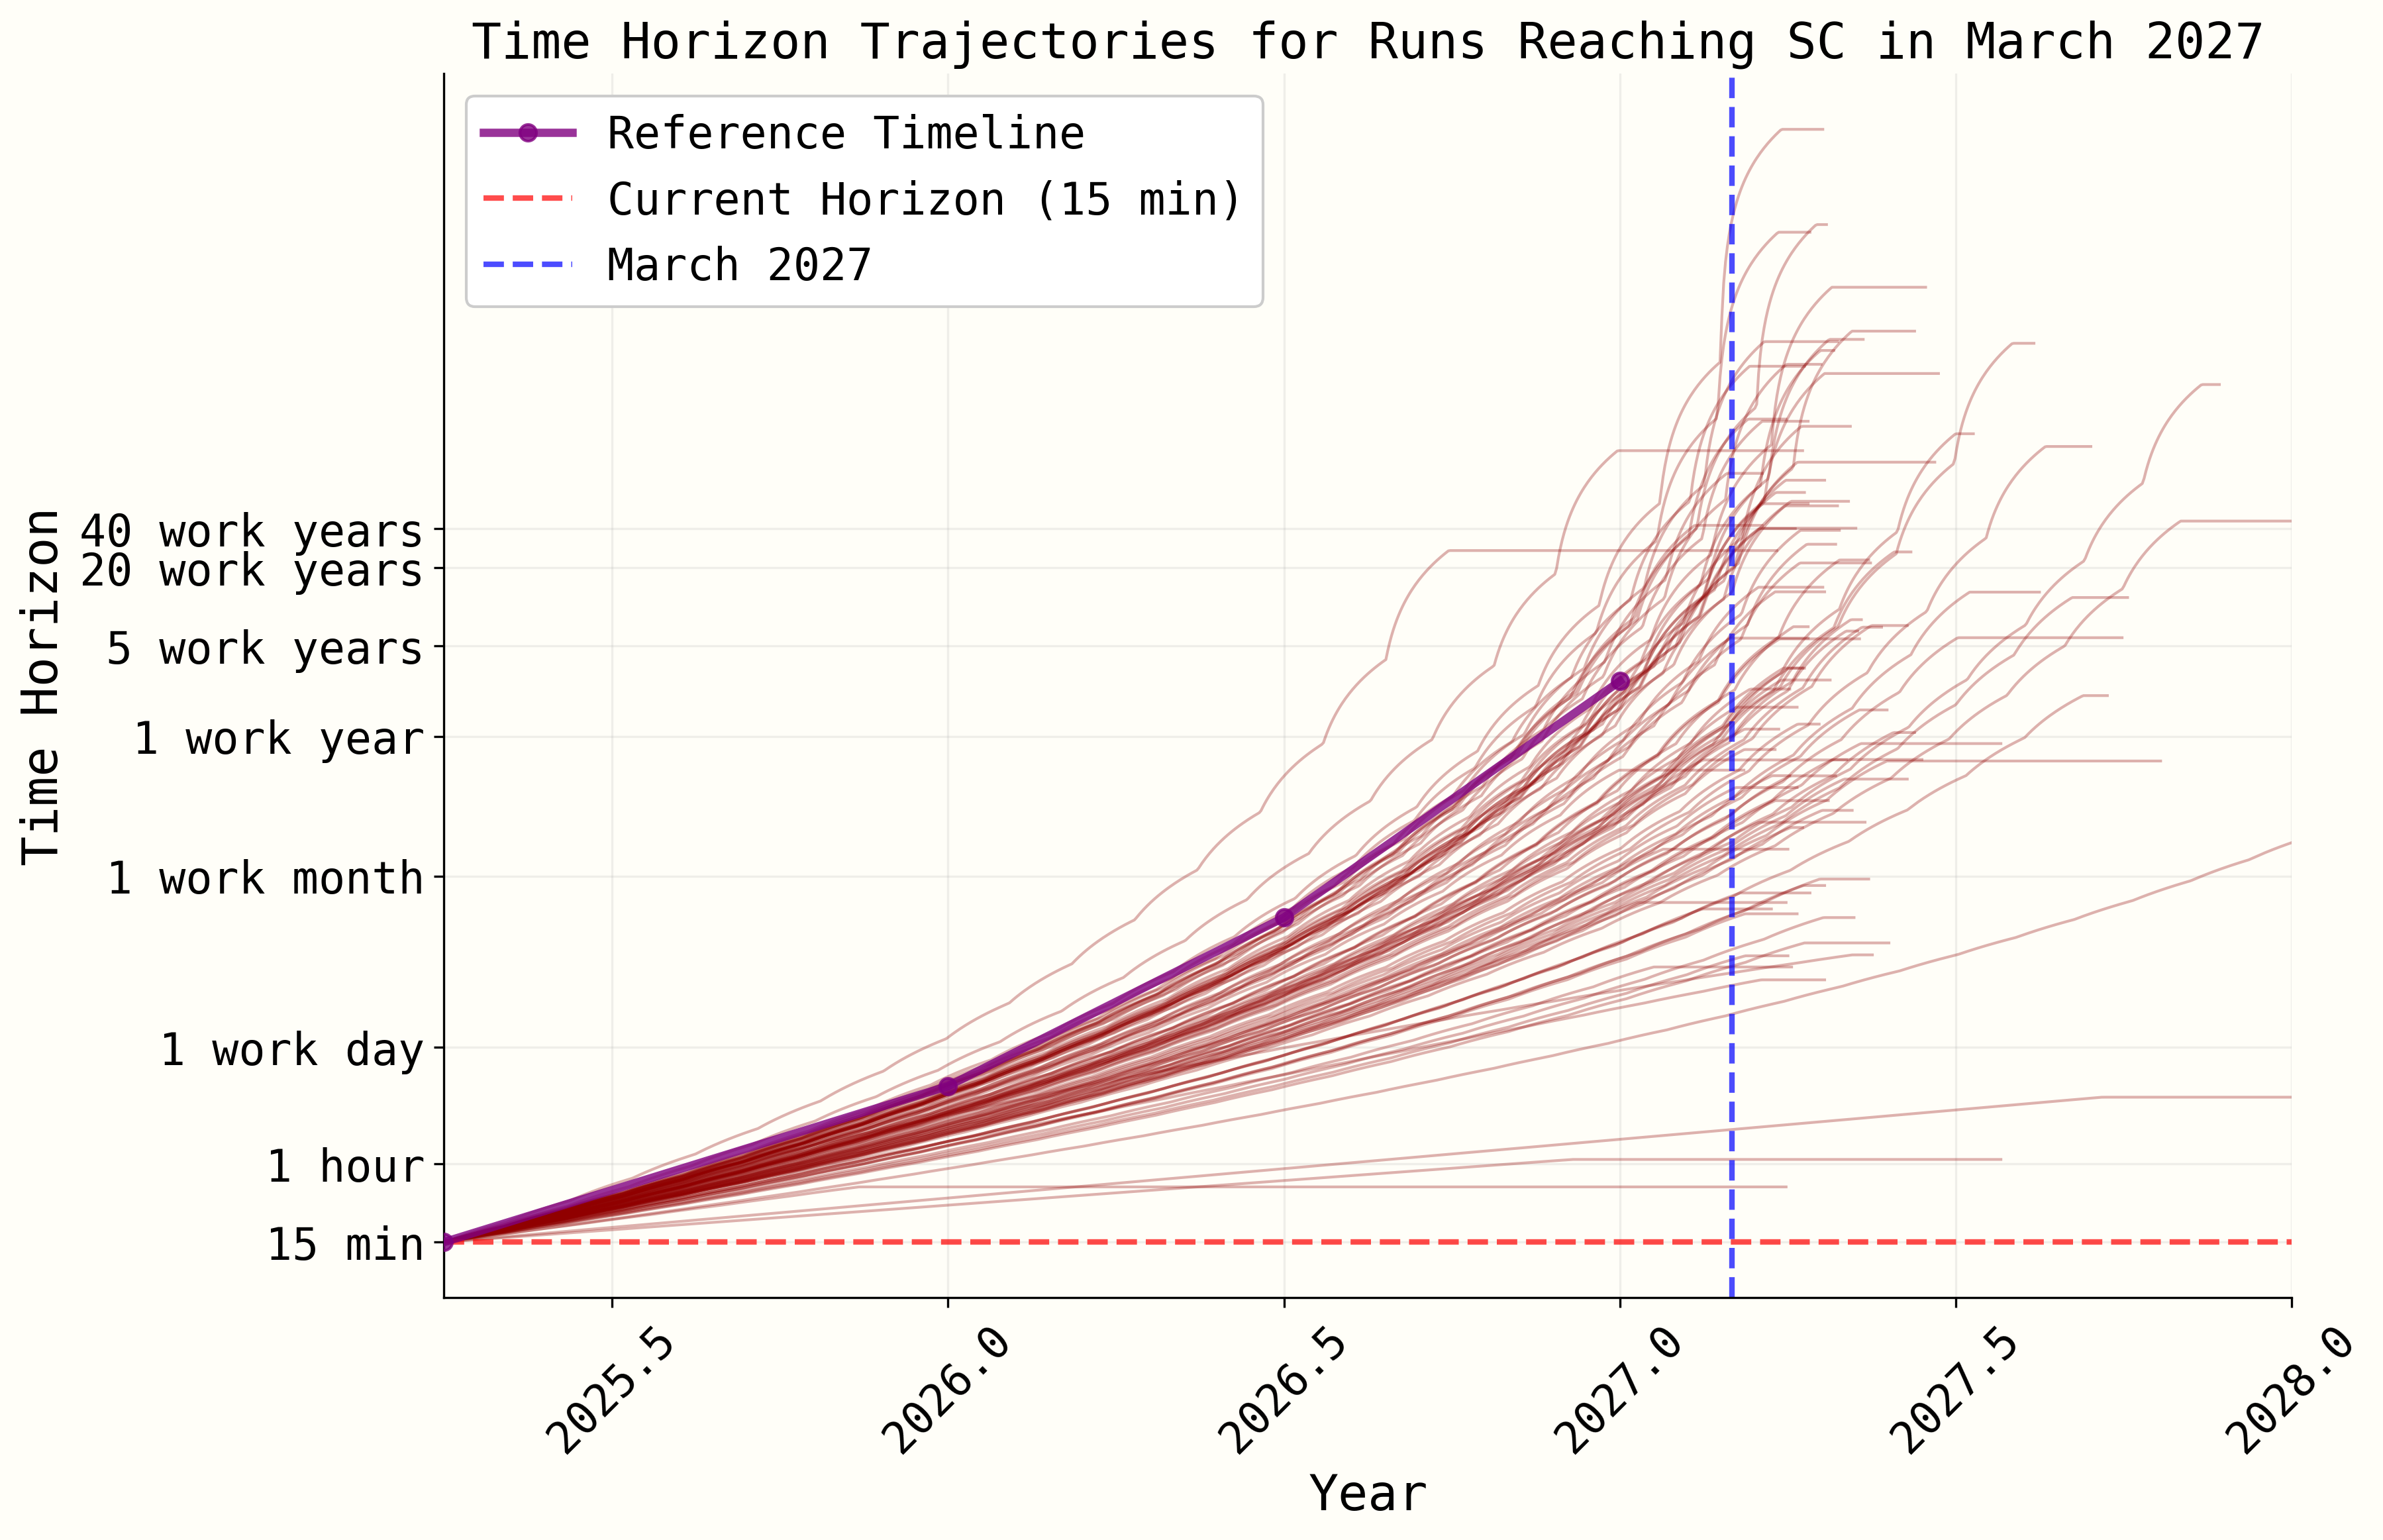 Time Horizon Trajectories for Runs Reaching SC in March 2027
Reference Timeline
Current Horizon (15 min)
March 2027
Time Horizon
40 work years
20 work years
5 work years
1 work year
1 work month
1 work day
1 hour
15 min
2025.5
2026.0
2026.5
2027.0
2027.5
2028.0
Year